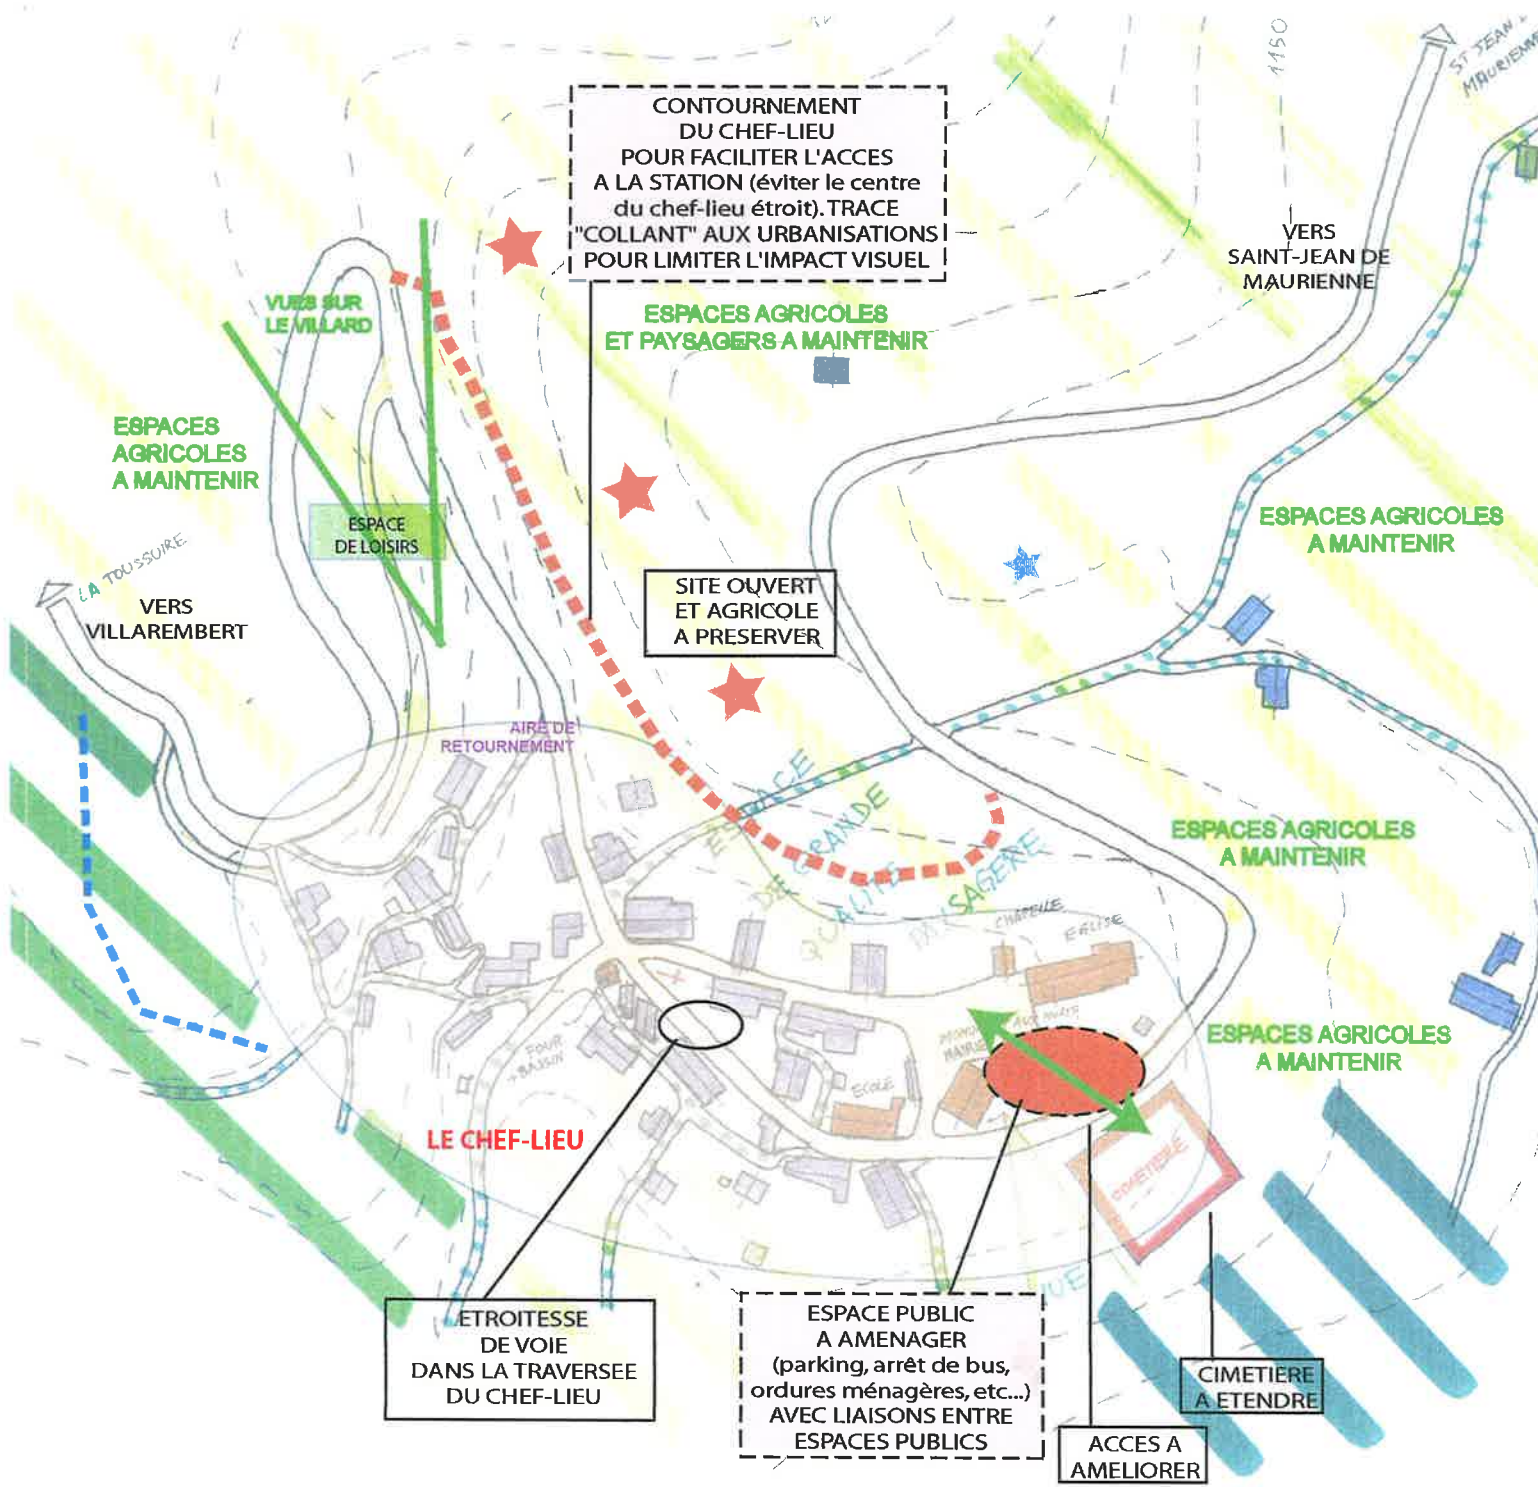 1150
ST JEAN
MAURIENNE
CONTOURNEMENT
DU CHEF-LIEU
POUR FACILITER L'ACCES
A LA STATION (éviter le centre
du chef-lieu étroit). TRACE
"COLLANT" AUX URBANISATIONS
POUR LIMITER L'IMPACT VISUEL
VERS
SAINT-JEAN DE
MAURIENNE
VUES SUR
LE VILLARD
ESPACES AGRICOLES
ET PAYSAGERS A MAINTENIR
ESPACES
AGRICOLES
A MAINTENIR
ESPACE
DE LOISIRS
ESPACES AGRICOLES
A MAINTENIR
LA TOUSSUIRE
VERS
VILLAREMBERT
SITE OUVERT
ET AGRICOLE
A PRESERVER
AIRE DE
RETOURNEMENT
ESPACE
DE GRANDE
QUALITE
PAYSAGERE
ESPACES AGRICOLES
A MAINTENIR
CHAPELLE
EGLISE
ESPACES AGRICOLES
A MAINTENIR
FOUR
+ BASSIN
ECOLE
LE CHEF-LIEU
CIMETIERE
ETROITESSE
DE VOIE
DANS LA TRAVERSEE
DU CHEF-LIEU
ESPACE PUBLIC
A AMENAGER
(parking, arrêt de bus,
ordures ménagères, etc...)
AVEC LIAISONS ENTRE
ESPACES PUBLICS
CIMETIERE
A ETENDRE
ACCES A
AMELIORER